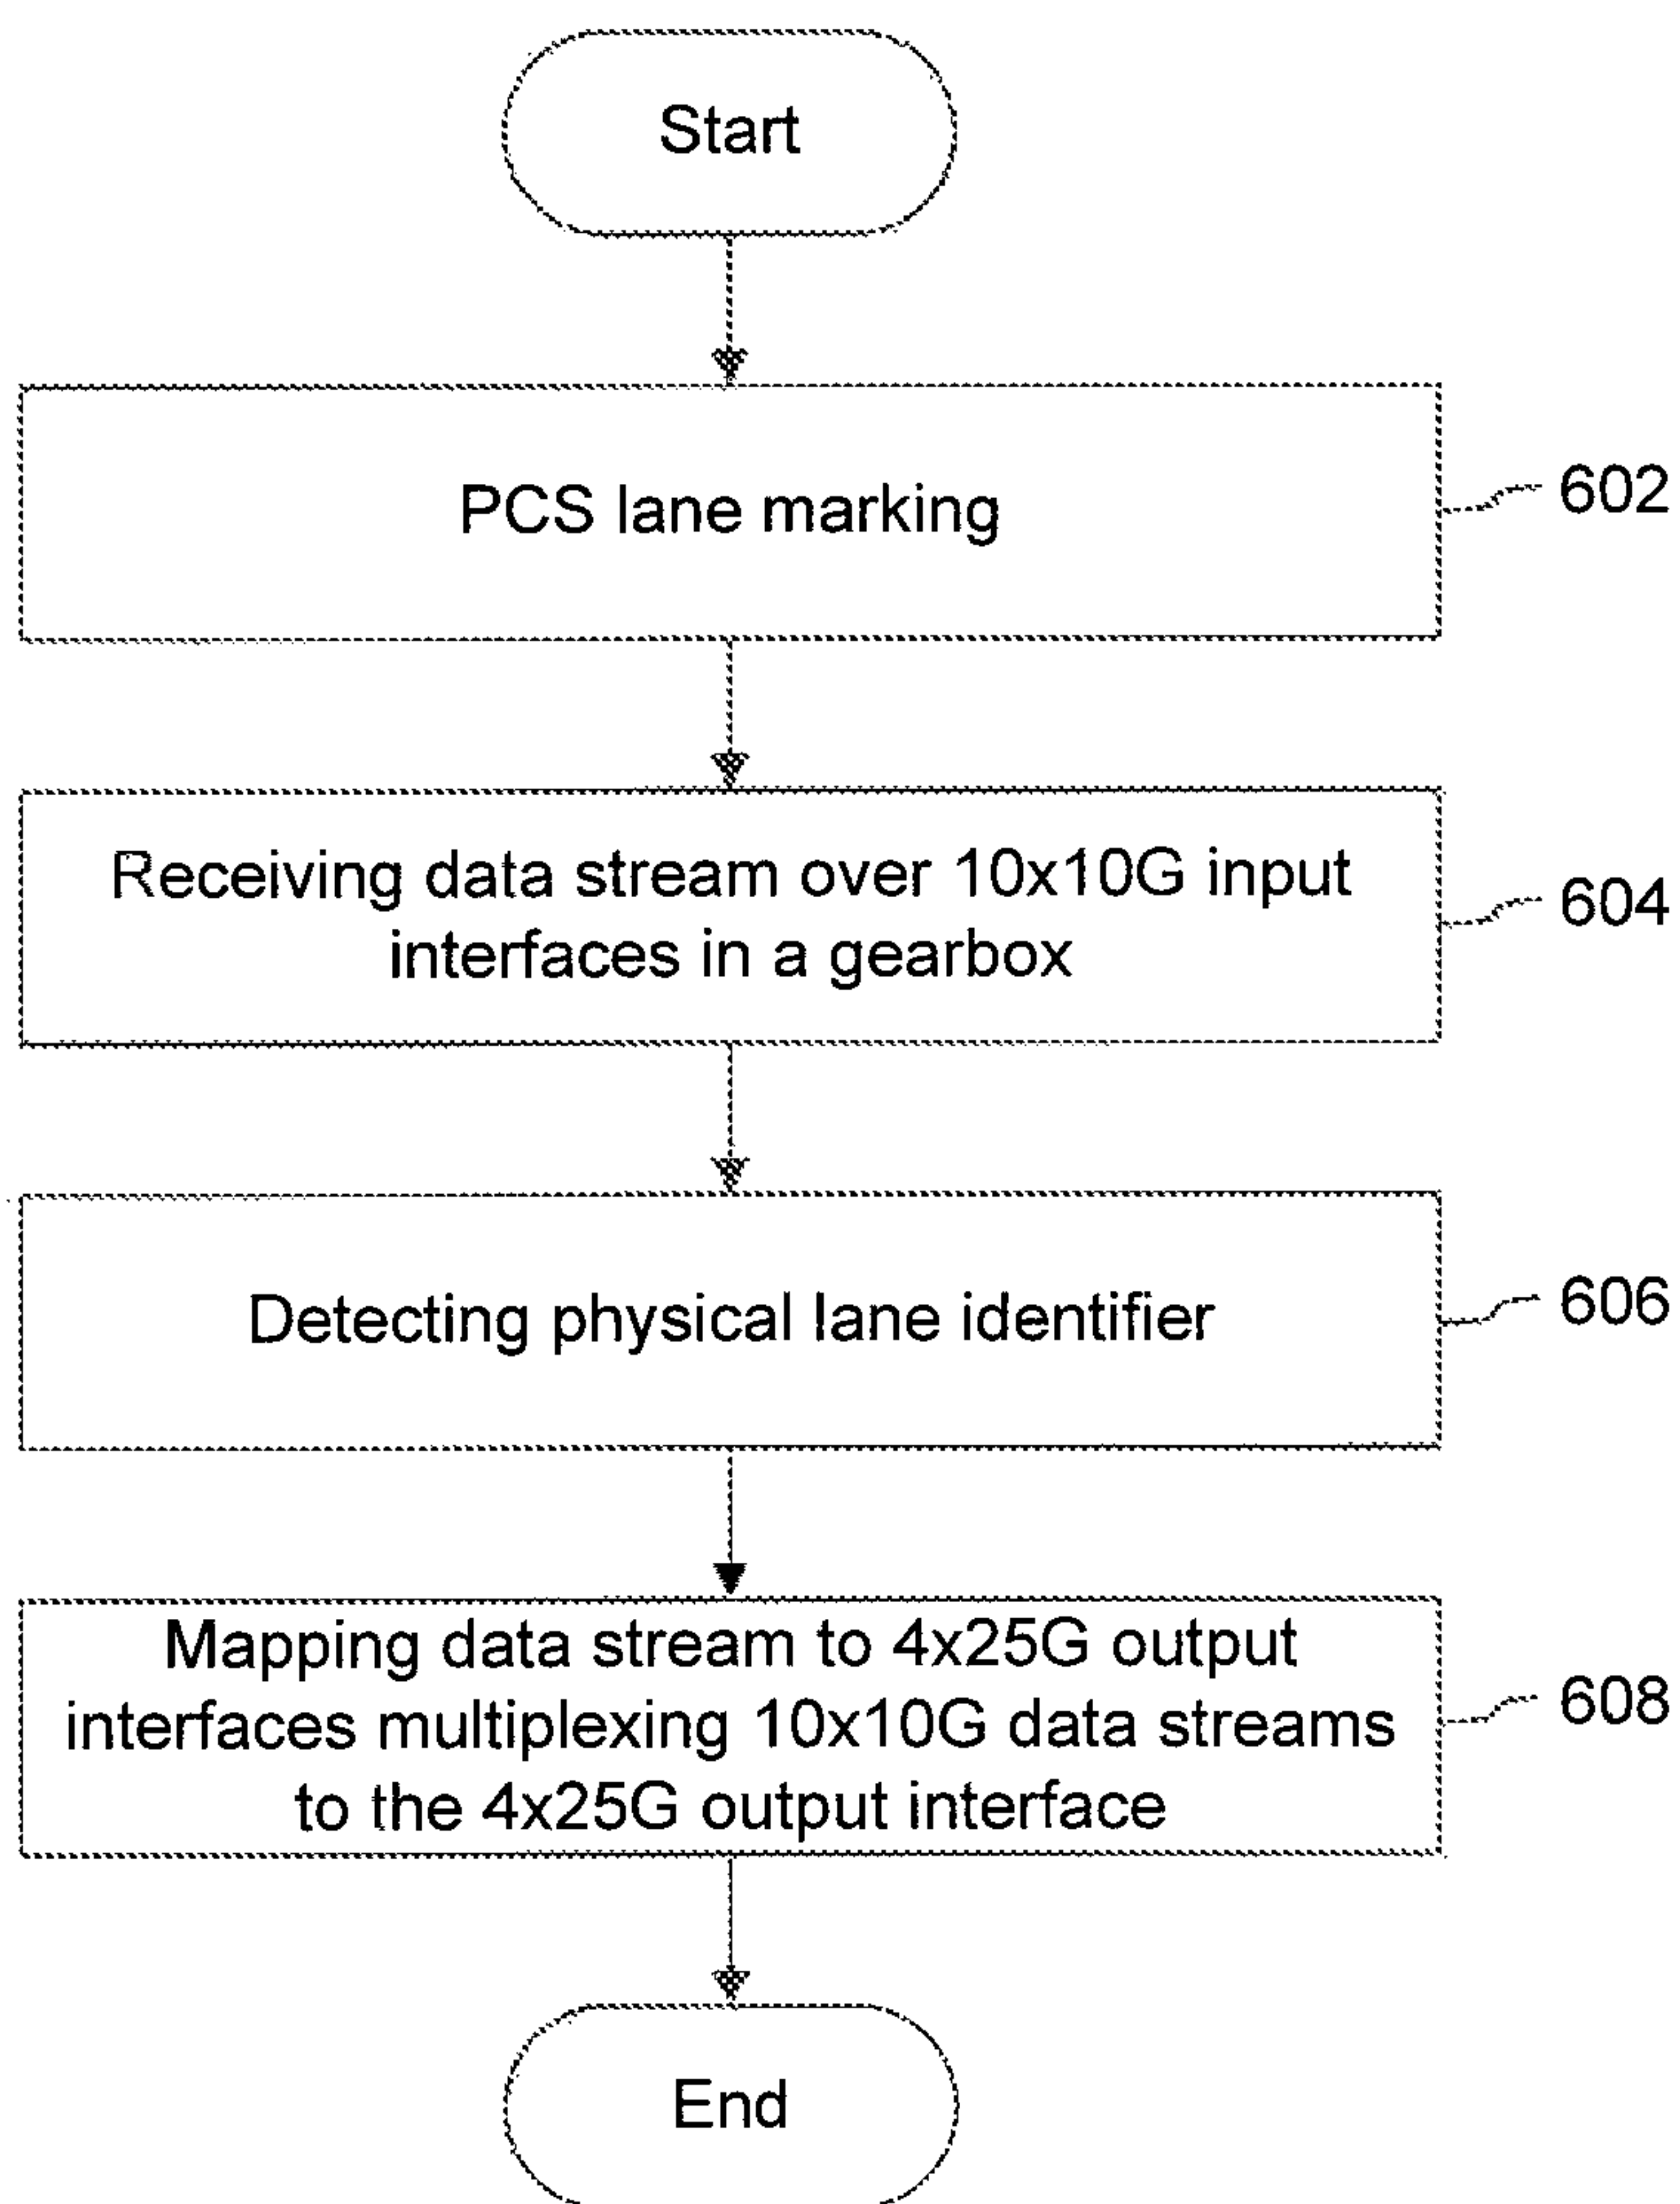 Start
PCS lane marking
602
Receiving data stream over 10x10G input
interfaces in a gearbox
604
Detecting physical lane identifier
606
Mapping data stream to 4x25G output
interfaces multiplexing 10x10G data streams
to the 4x25G output interface
608
End